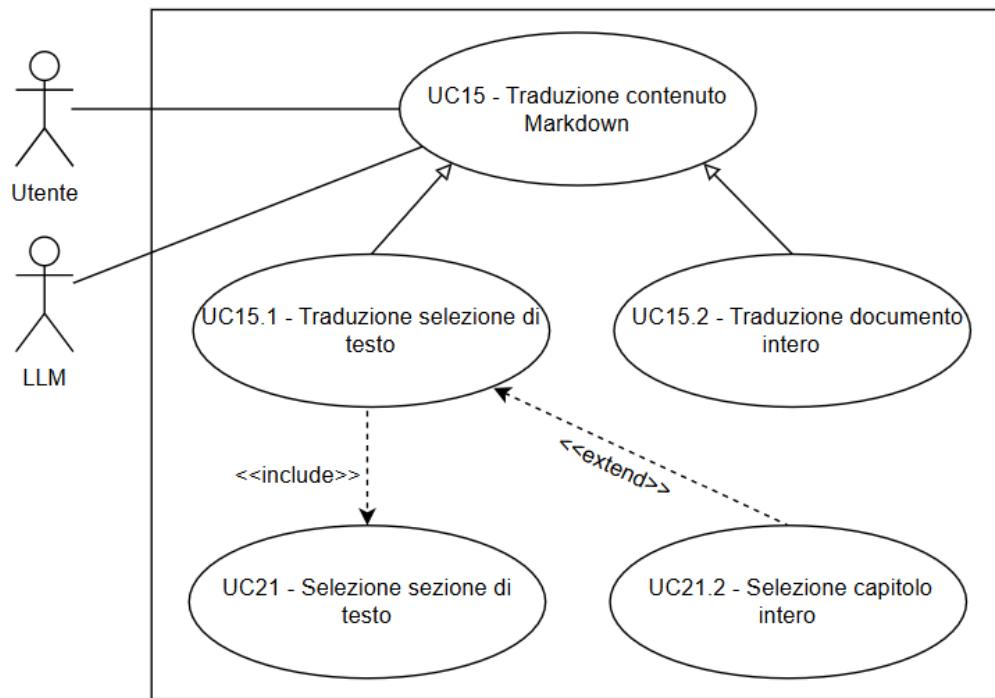 UC15 - Traduzione contenuto
Markdown
Utente
LLM
UC15.1 - Traduzione selezione di
testo
UC15.2 - Traduzione documento
intero
<<include>>
<<extend>>
UC21 - Selezione sezione di
testo
UC21.2 - Selezione capitolo
intero